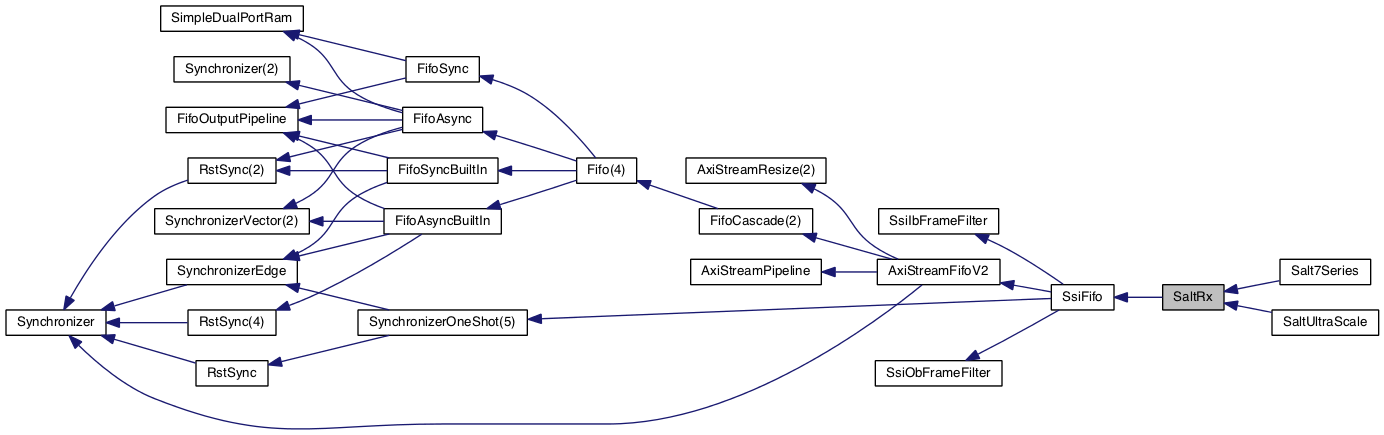 SimpleDualPortRam
Synchronizer(2)
FifoOutputPipeline
RstSync(2)
SynchronizerVector(2)
SynchronizerEdge
Synchronizer
RstSync(4)
RstSync
FifoSync
FifoAsync
FifoSyncBuiltIn
FifoAsyncBuiltIn
SynchronizerOneShot(5)
Fifo(4)
AxiStreamResize(2)
FifoCascade(2)
AxiStreamPipeline
SsiIbFrameFilter
AxiStreamFifoV2
SsiObFrameFilter
SsiFifo
SaltRx
Salt7Series
SaltUltraScale